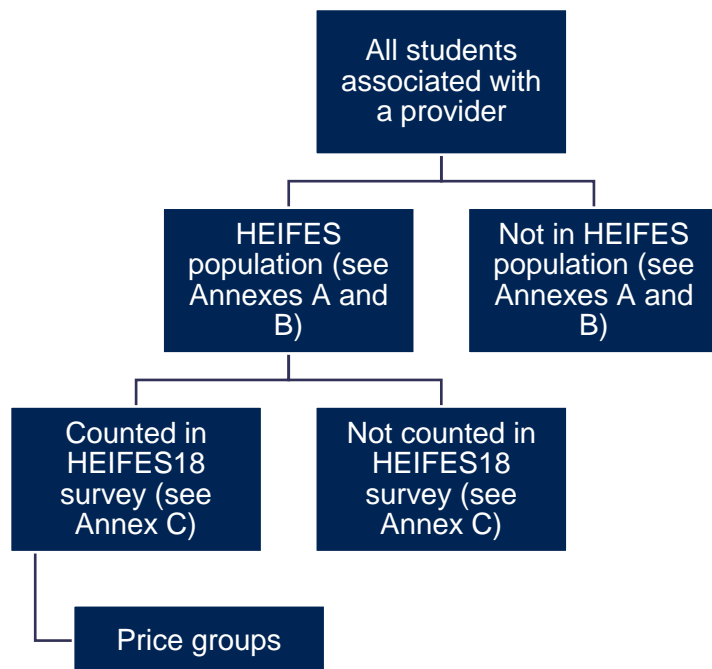 All students
associated with
a provider
HEIFES
population (see
Annexes A and
B)
Not in HEIFES
population (see
Annexes A and
B)
Counted in
HEIFES18
survey (see
Annex C)
Not counted in
HEIFES18
survey (see
Annex C)
Price groups